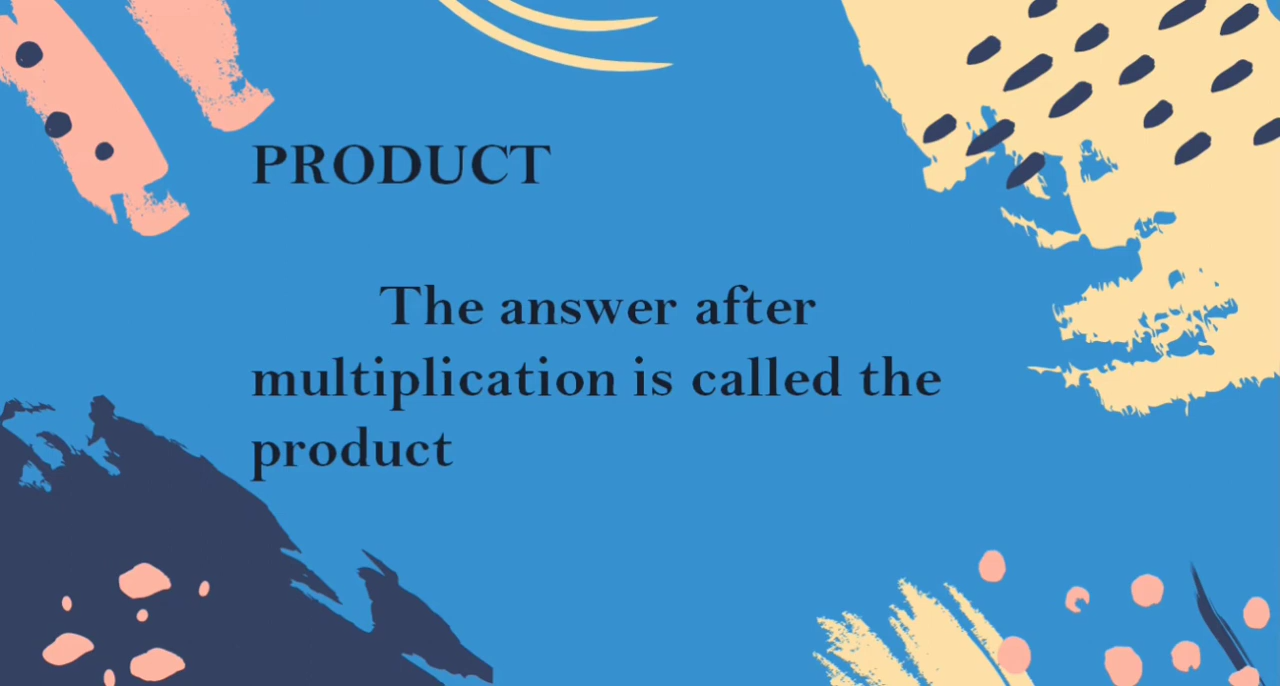 PRODUCT
The answer after
multiplication is called the
product